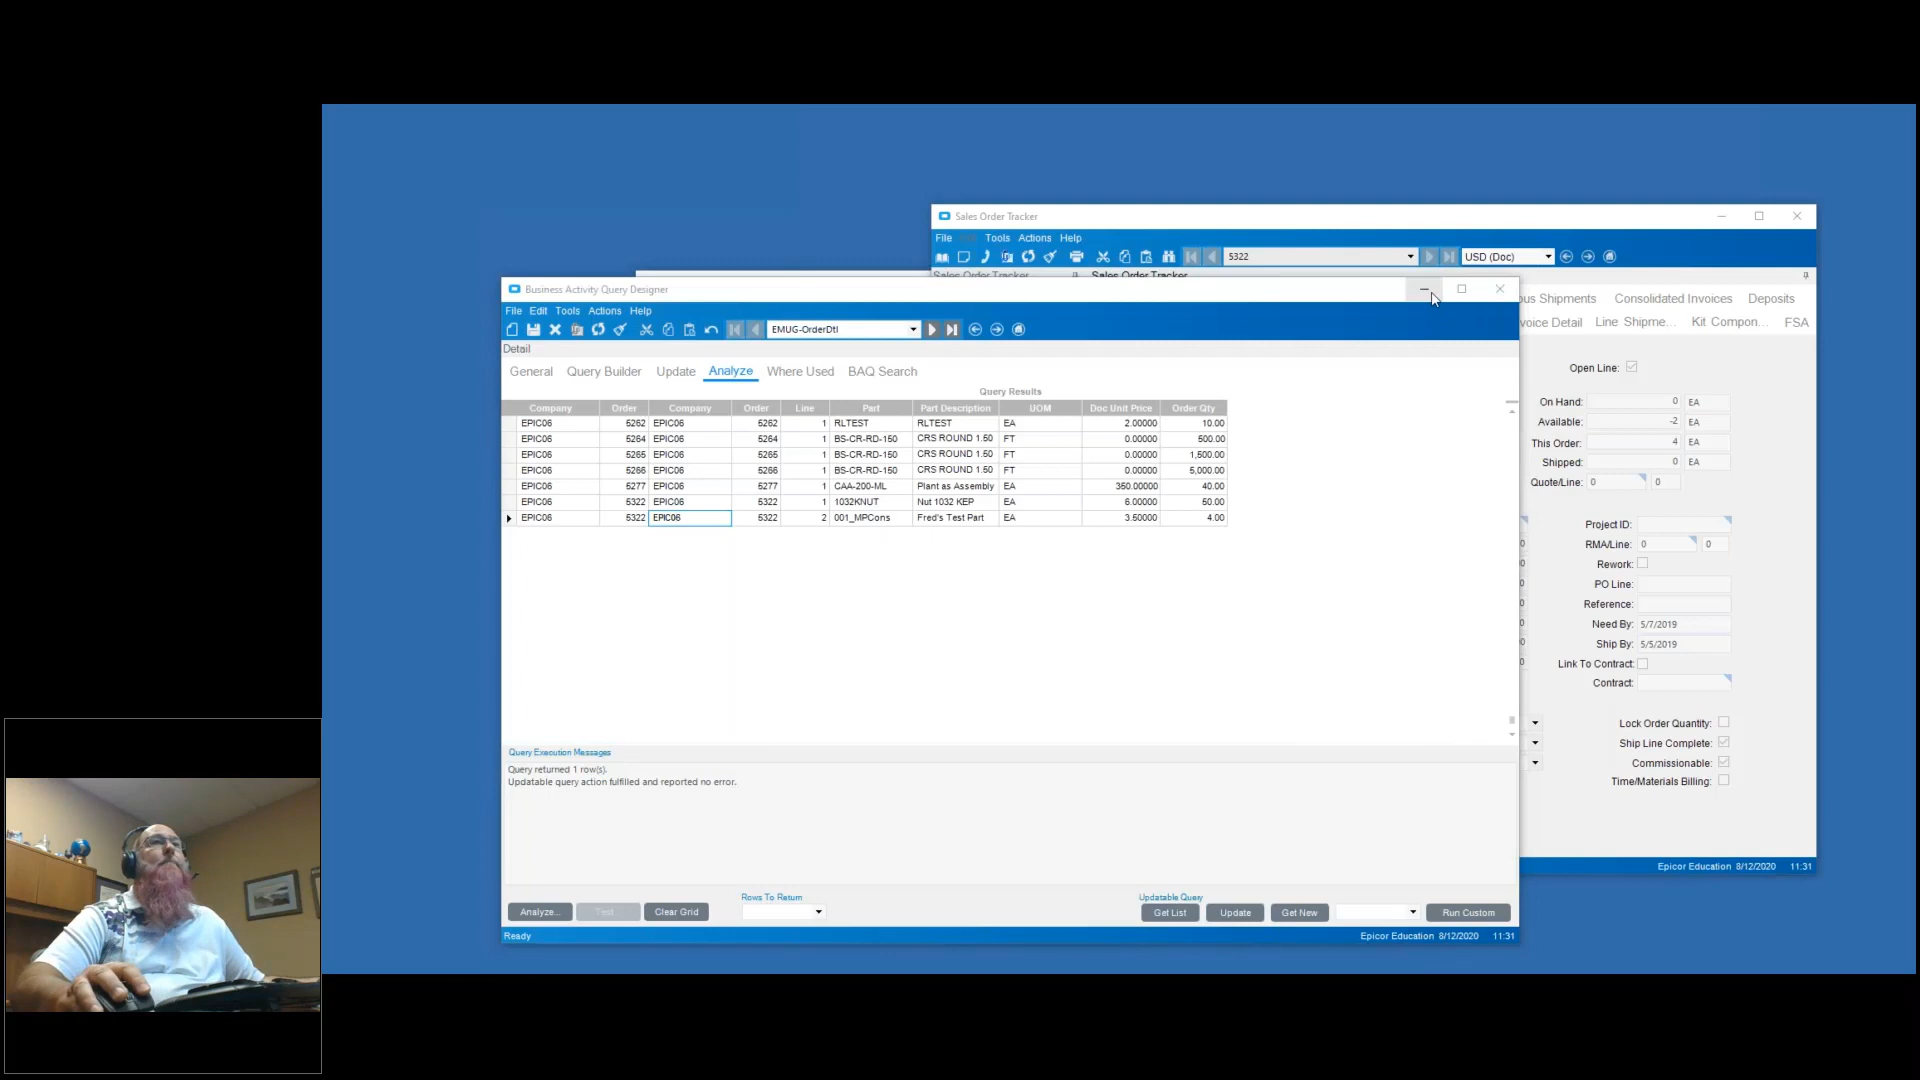 Sales Order Tracker
File Tools Actions Help
5322 USD (Doc)
Sales Order Tracker Sales Order Tracker
Business Activity Query Designer
ous Shipments Consolidated Invoices Deposits
File Edit Tools Actions Help
voice Detail Line Shipme... Kit Compon... FSA
EMUG-OrderDtl
Detail
General Query Builder Update Analyze Where Used BAQ Search
Query Results
Company Order Company Order Line Part Part Description UOM Doc Unit Price Order Qty
EPIC06 5262 EPIC06 5262 1 RLTEST RLTEST EA 2.00000 10.00
EPIC06 5264 EPIC06 5264 1 BS-CR-RD-150 CRS ROUND 1.50 FT 0.00000 500.00
EPIC06 5265 EPIC06 5265 1 BS-CR-RD-150 CRS ROUND 1.50 FT 0.00000 1,500.00
EPIC06 5266 EPIC06 5266 1 BS-CR-RD-150 CRS ROUND 1.50 FT 0.00000 5,000.00
EPIC06 5277 EPIC06 5277 1 CAA-200-ML Plant as Assembly EA 350.00000 40.00
EPIC06 5322 EPIC06 5322 1 1032KNUT Nut 1032 KEP EA 6.00000 50.00
EPIC06 5322 EPIC06 5322 2 001_MPCons Fred's Test Part EA 3.50000 4.00
Open Line:
On Hand: 0 EA
Available: -2 EA
This Order: 4 EA
Shipped: 0 EA
Quote/Line: 0 0
Project ID:
RMA/Line: 0 0
Rework:
PO Line:
Reference:
Need By: 5/7/2019
Ship By: 5/5/2019
Link To Contract:
Contract:
Lock Order Quantity:
Ship Line Complete:
Commissionable:
Time/Materials Billing:
Epicor Education 8/12/2020 11:31
Query Execution Messages
Query returned 1 row(s).
Updatable query action fulfilled and reported no error.
Rows To Return Updatable Query
Analyze... Test Clear Grid Get List Update Get New Run Custom
Ready Epicor Education 8/12/2020 11:31